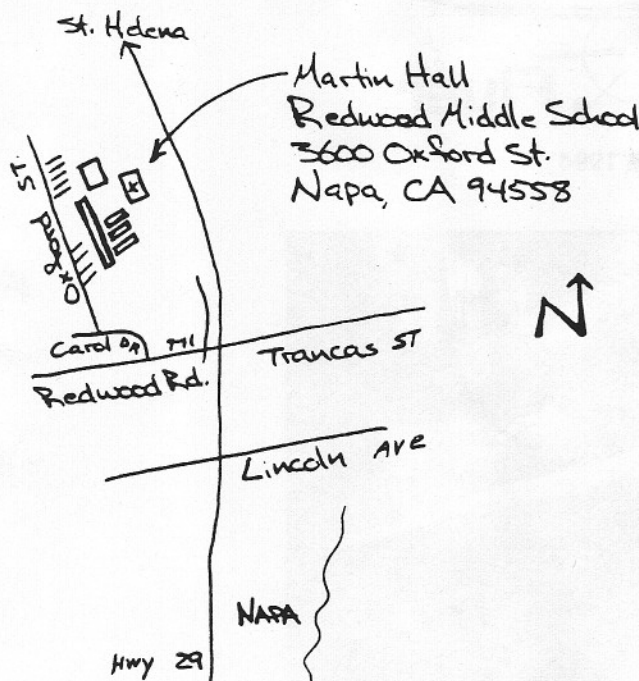 St. Helena
Martin Hall
Redwood Middle School
3600 Oxford St.
Napa, CA 94558
Oxford ST.
N
Carol DR
Trancas ST
Redwood Rd.
Lincoln Ave
NAPA
Hwy 29